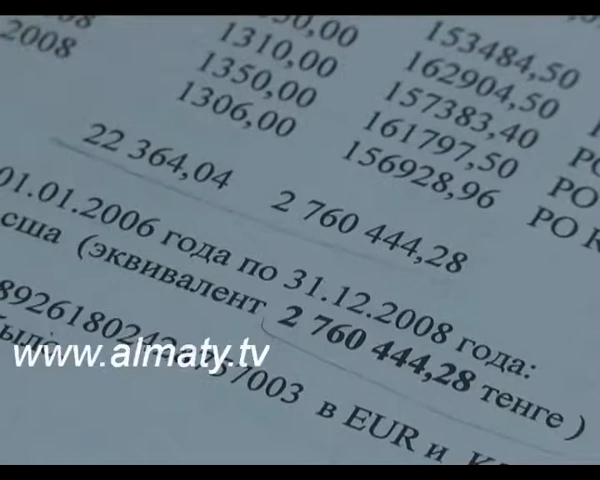 153484,50
1310,00 162904,50
2008 1350,00 157383,40
1306,00 161797,50
156928,96 РО
22 364,04 2 760 444,28
01.01.2006 года по 31.12.2008 года:
сша (эквивалент 2 760 444,28 тенге )
в EUR и
www.almaty.tv